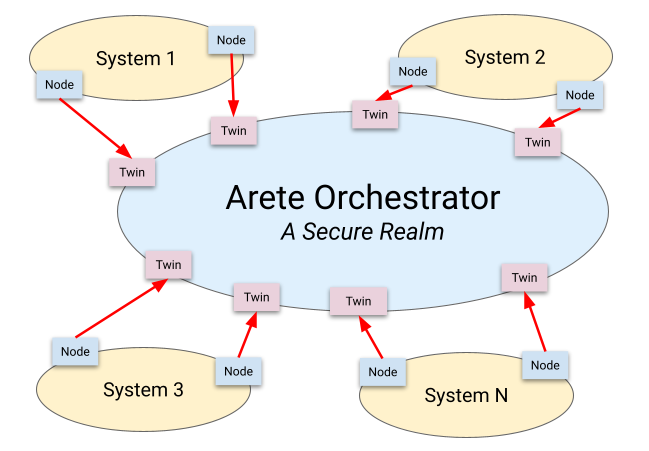 System 1
Node
Node
System 2
Node
Node
Twin
Twin
Twin
Twin
Arete Orchestrator
A Secure Realm
Twin
Twin
Twin
Twin
Node
Node
System 3
Node
Node
System N